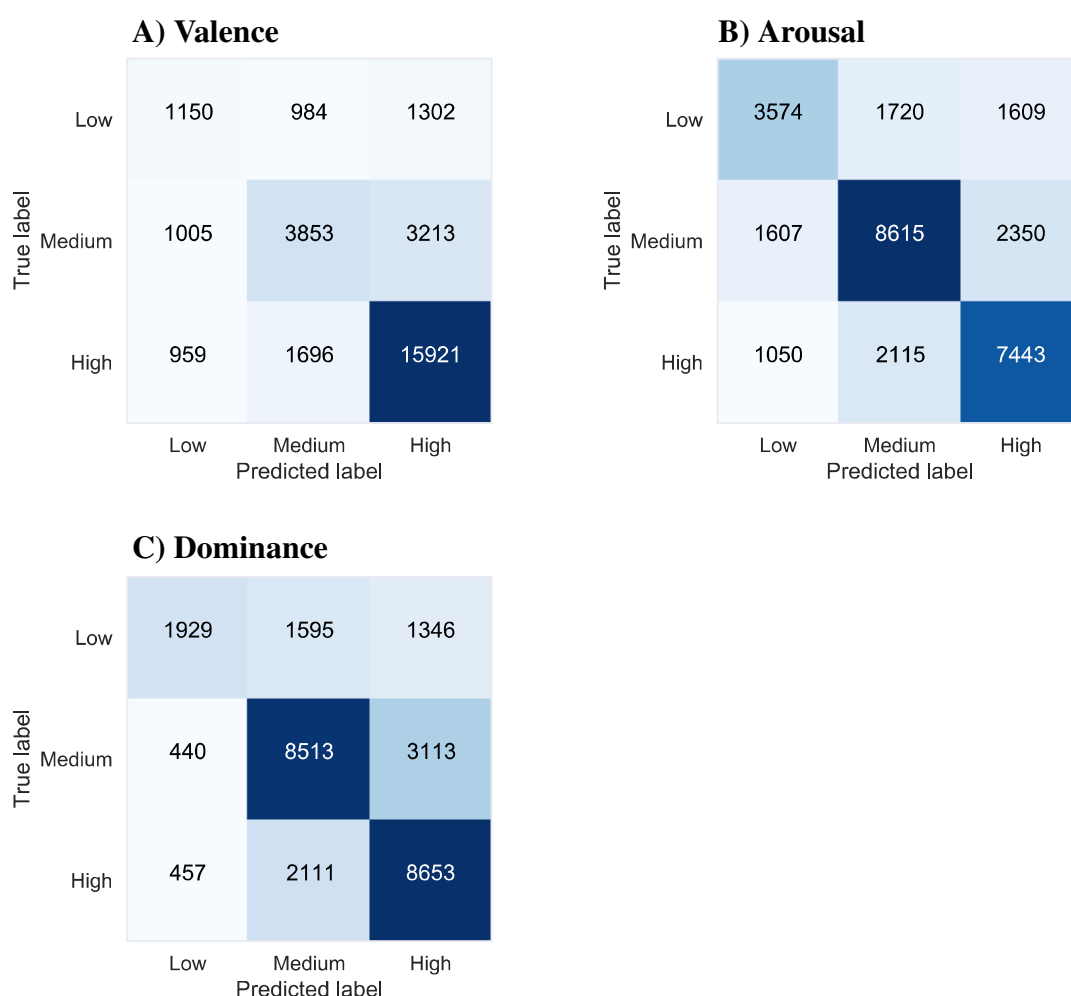 A) Valence
Low 1150 984 1302
Medium 1005 3853 3213
High 959 1696 15921
True label
Low Medium High
Predicted label
B) Arousal
Low 3574 1720 1609
Medium 1607 8615 2350
High 1050 2115 7443
True label
Low Medium High
Predicted label
C) Dominance
Low 1929 1595 1346
Medium 440 8513 3113
High 457 2111 8653
True label
Low Medium High
Predicted label